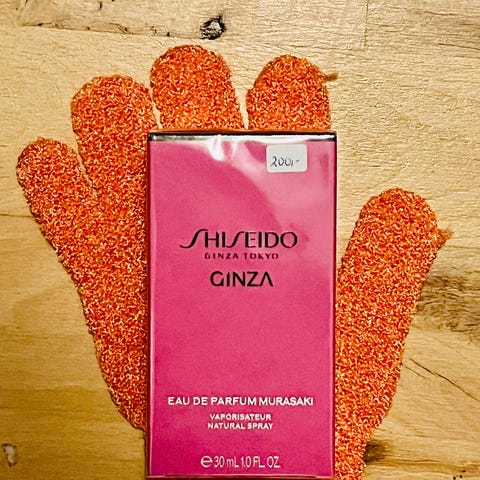 200,-
SHISEIDO
GINZA TOKYO
GINZA
EAU DE PARFUM MURASAKI
VAPORISATEUR
NATURAL SPRAY
℮ 30 mL 1.0 FL. OZ.